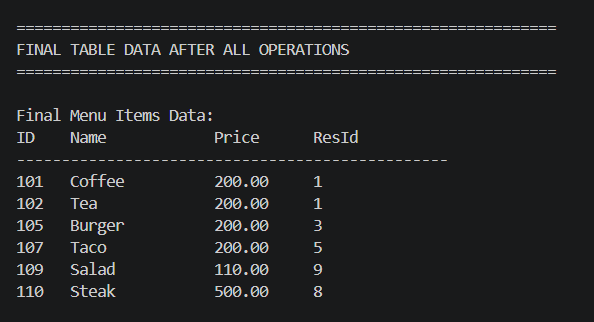 ============================================================
FINAL TABLE DATA AFTER ALL OPERATIONS
============================================================
Final Menu Items Data:
ID   Name            Price      ResId
------------------------------------------------
101  Coffee          200.00     1
102  Tea             200.00     1
105  Burger          200.00     3
107  Taco            200.00     5
109  Salad           110.00     9
110  Steak           500.00     8